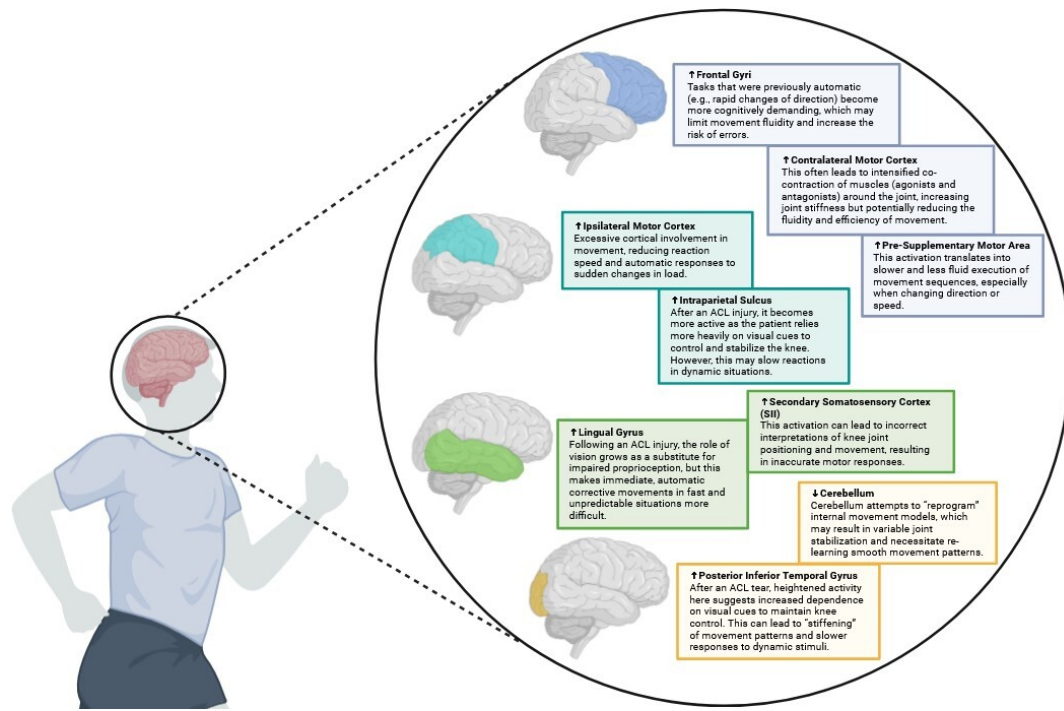 ↑Frontal Gyri
Tasks that were previously automatic
(e.g., rapid changes of direction) become
more cognitively demanding, which may
limit movement fluidity and increase the
risk of errors.
↑Contralateral Motor Cortex
This often leads to intensified co-
contraction of muscles (agonists and
antagonists) around the joint, increasing
joint stiffness but potentially reducing the
fluidity and efficiency of movement.
↑Ipsilateral Motor Cortex
Excessive cortical involvement in
movement, reducing reaction
speed and automatic responses to
sudden changes in load.
↑Pre-Supplementary Motor Area
This activation translates into
slower and less fluid execution of
movement sequences, especially
when changing direction or
speed.
↑Intraparietal Sulcus
After an ACL injury, it becomes
more active as the patient relies
more heavily on visual cues to
control and stabilize the knee.
However, this may slow reactions
in dynamic situations.
↑Secondary Somatosensory Cortex
(SII)
This activation can lead to incorrect
interpretations of knee joint
positioning and movement, resulting
in inaccurate motor responses.
↑Lingual Gyrus
Following an ACL injury, the role of
vision grows as a substitute for
impaired proprioception, but this
makes immediate, automatic
corrective movements in fast and
unpredictable situations more
difficult.
↓Cerebellum
Cerebellum attempts to “reprogram”
internal movement models, which
may result in variable joint
stabilization and necessitate re-
learning smooth movement patterns.
↑Posterior Inferior Temporal Gyrus
After an ACL tear, heightened activity
here suggests increased dependence
on visual cues to maintain knee
control. This can lead to “stiffening”
of movement patterns and slower
responses to dynamic stimuli.